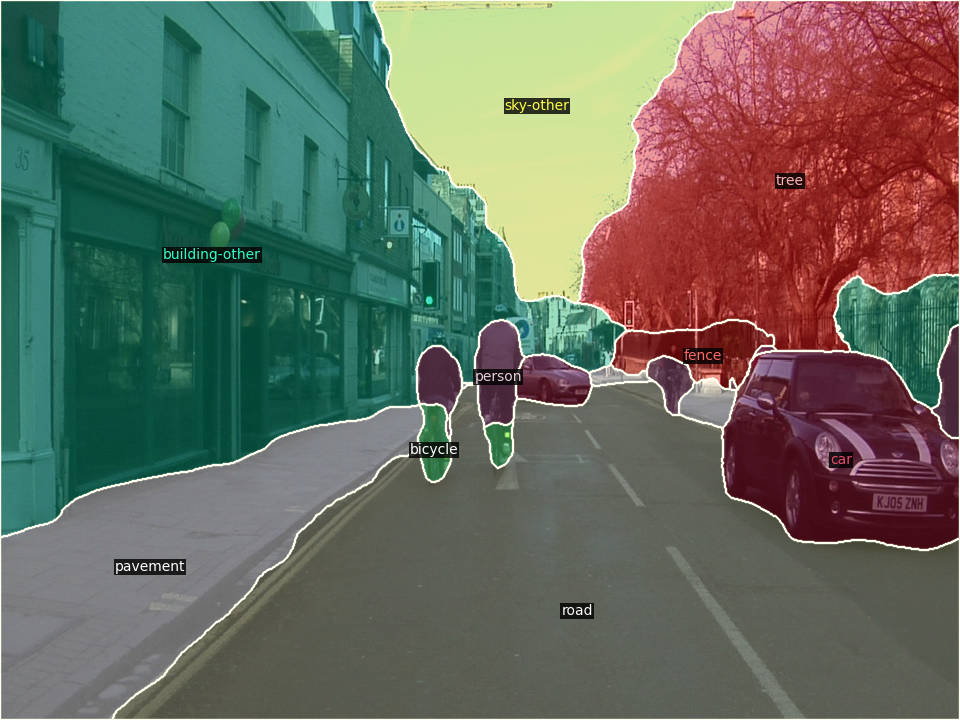 sky-other
tree
35
building-other
i
fence
person
bicycle
car
KJ05 ZNH
pavement
road